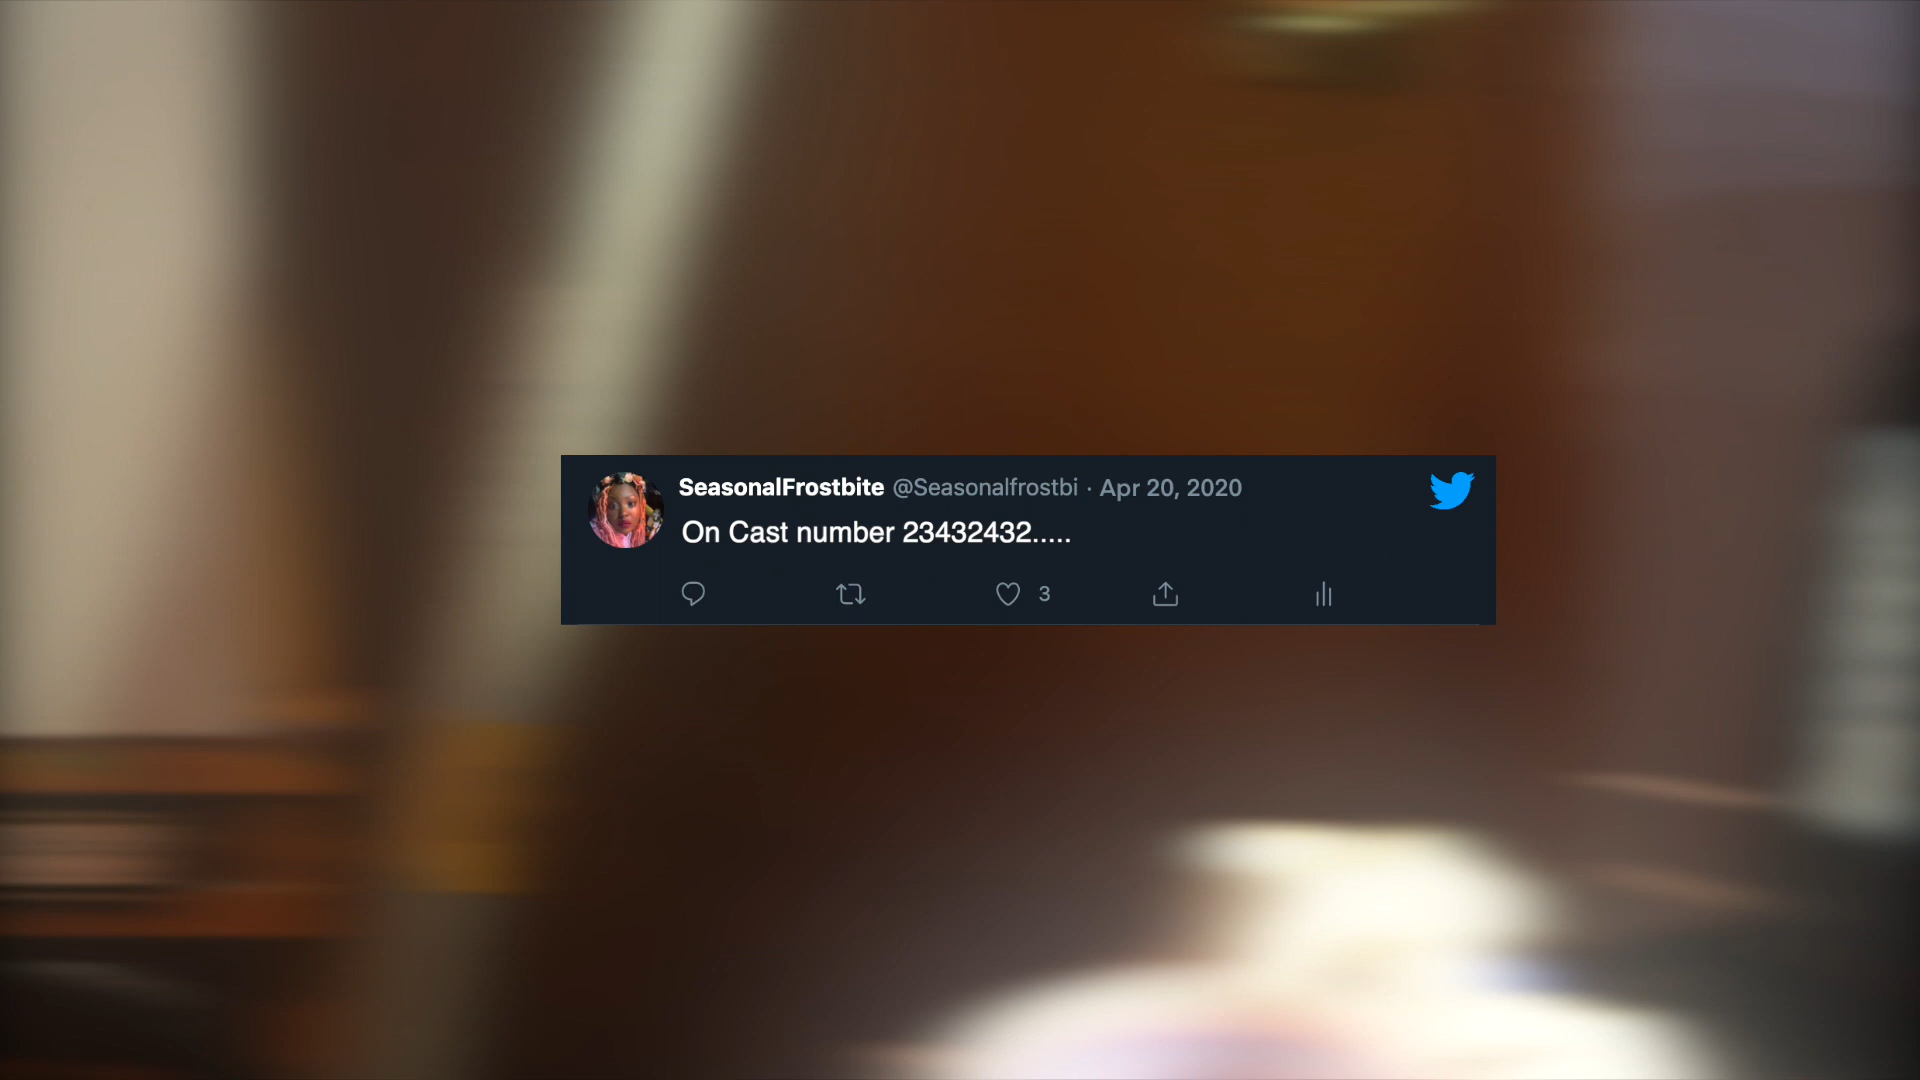 SeasonalFrostbite @Seasonalfrostbi · Apr 20, 2020
On Cast number 23432432.....
3